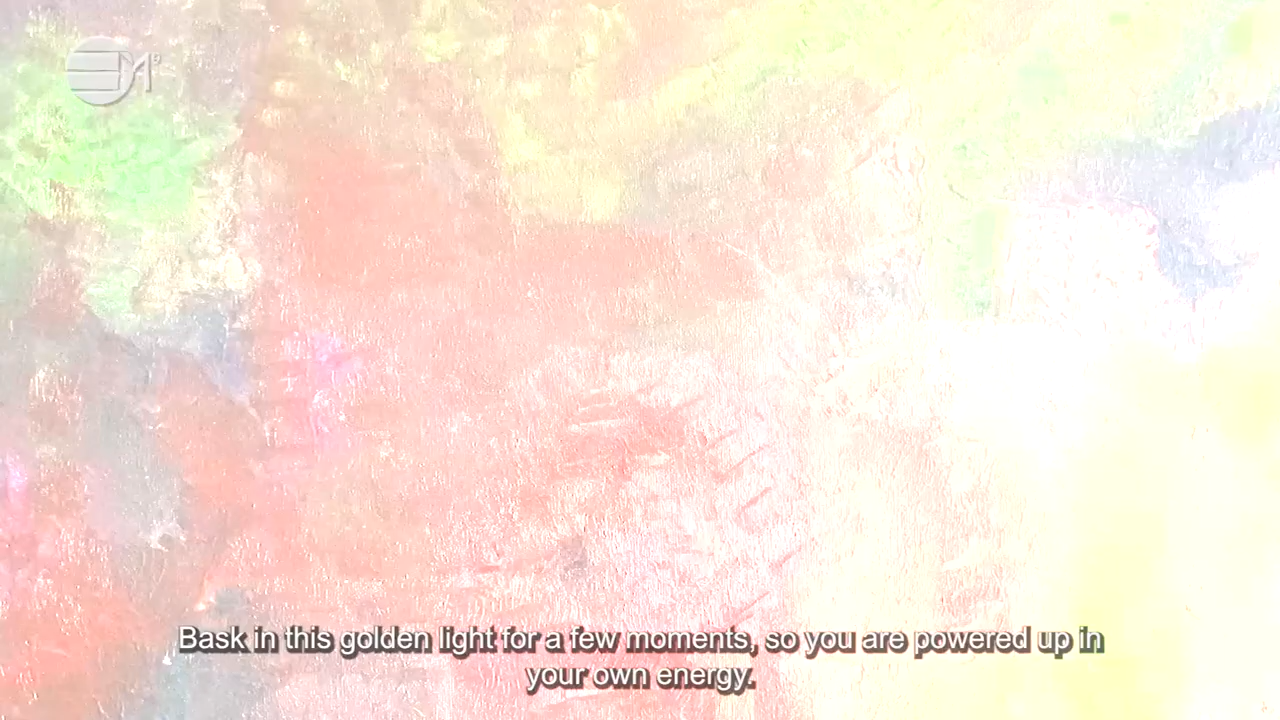 Bask in this golden light for a few moments, so you are powered up in
your own energy.